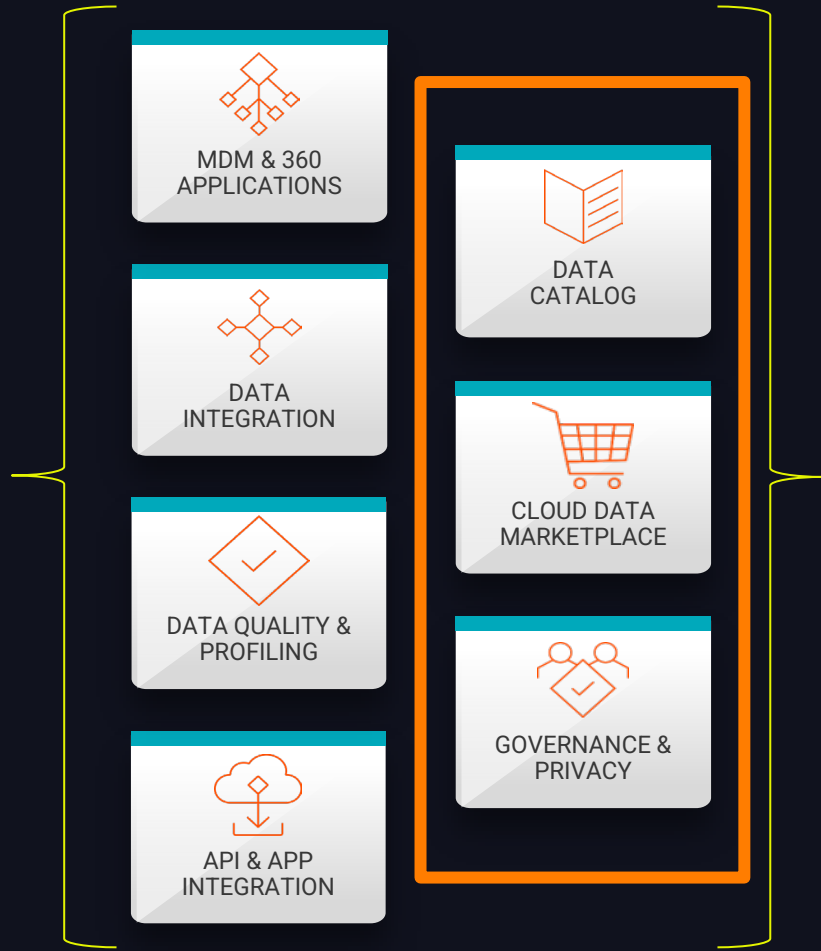 MDM & 360
APPLICATIONS
DATA
INTEGRATION
DATA QUALITY &
PROFILING
API & APP
INTEGRATION
DATA
CATALOG
CLOUD DATA
MARKETPLACE
GOVERNANCE &
PRIVACY